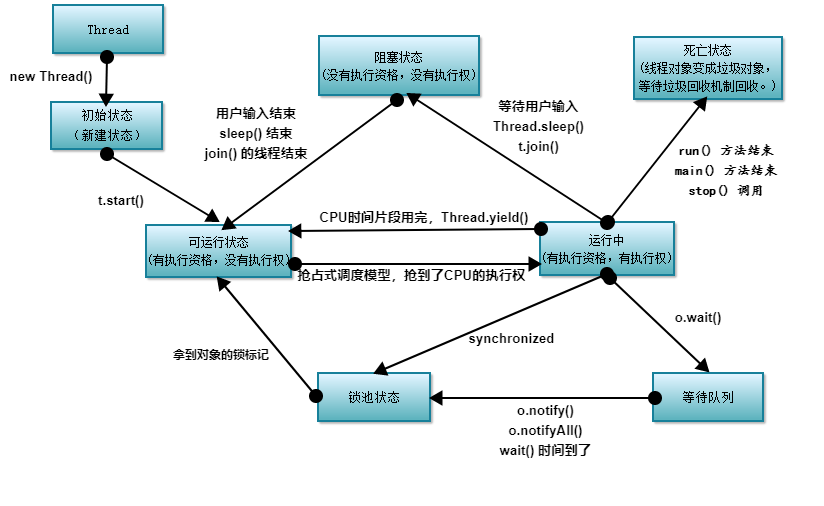 Thread
new Thread()
初始状态
（新建状态）
t.start()
阻塞状态
(没有执行资格，没有执行权)
死亡状态
(线程对象变成垃圾对象，
等待垃圾回收机制回收。)
用户输入结束
sleep() 结束
join() 的线程结束
等待用户输入
Thread.sleep()
t.join()
run() 方法结束
main() 方法结束
stop() 调用
可运行状态
(有执行资格，没有执行权)
CPU时间片段用完，Thread.yield()
抢占式调度模型，抢到了CPU的执行权
运行中
(有执行资格，有执行权)
拿到对象的锁标记
synchronized
o.wait()
锁池状态
o.notify()
o.notifyAll()
wait() 时间到了
等待队列